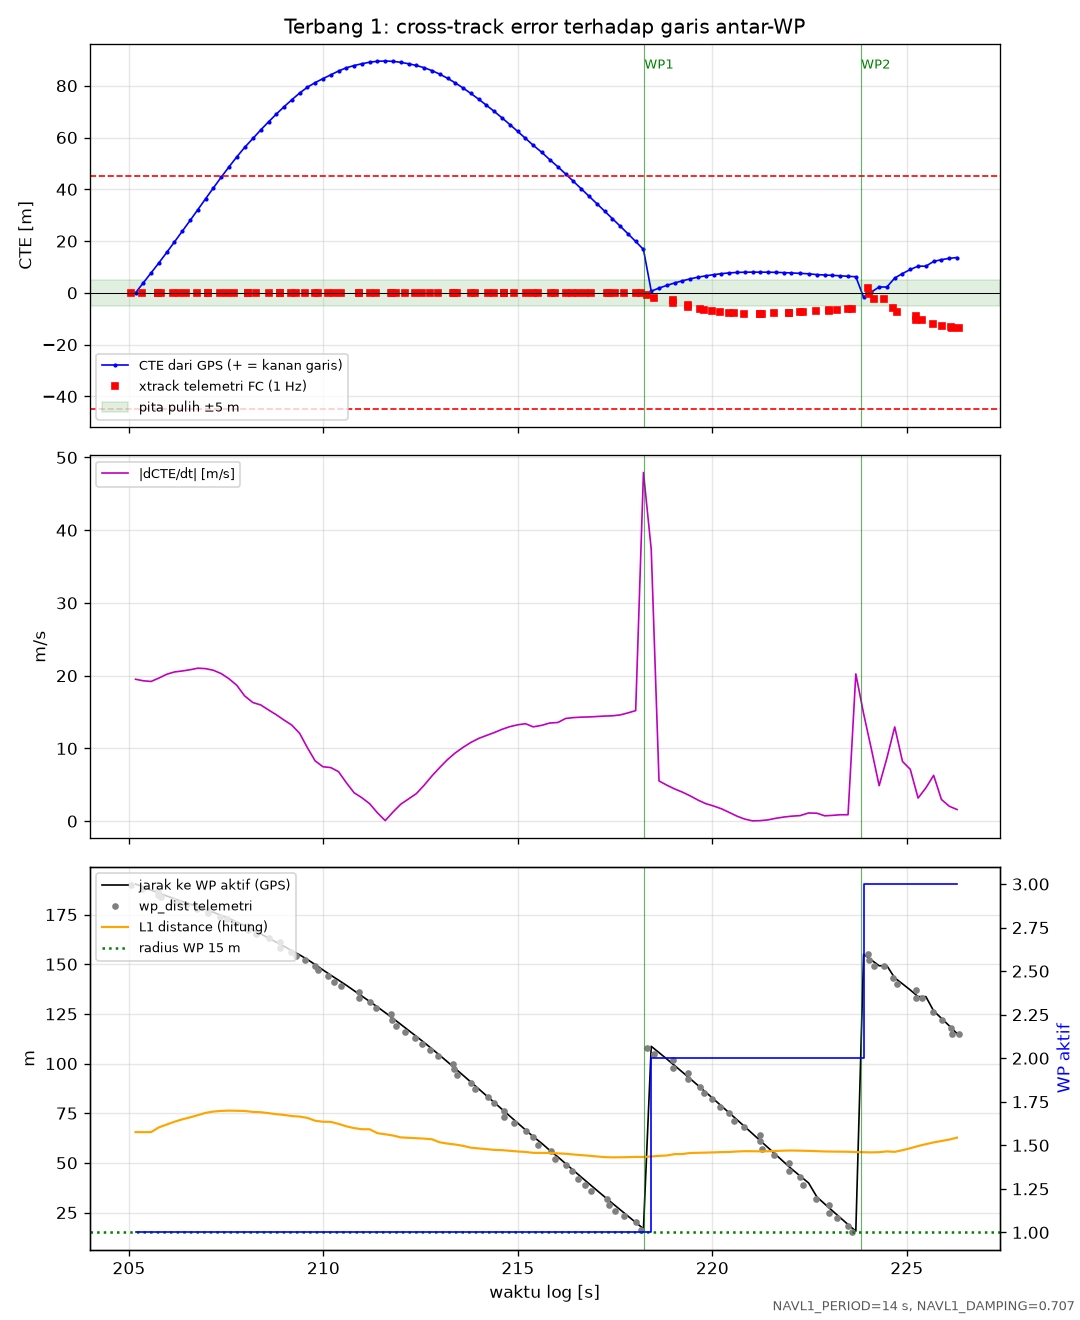 Terbang 1: cross-track error terhadap garis antar-WP
80
60
40
20
0
−20
−40
CTE [m]
WP1
WP2
CTE dari GPS (+ = kanan garis)
xtrack telemetri FC (1 Hz)
pita pulih ±5 m
50
40
30
20
10
0
m/s
|dCTE/dt| [m/s]
175
150
125
100
75
50
25
m
jarak ke WP aktif (GPS)
wp_dist telemetri
L1 distance (hitung)
radius WP 15 m
3.00
2.75
2.50
2.25
2.00
1.75
1.50
1.25
1.00
WP aktif
205
210
215
220
225
waktu log [s]
NAVL1_PERIOD=14 s, NAVL1_DAMPING=0.707